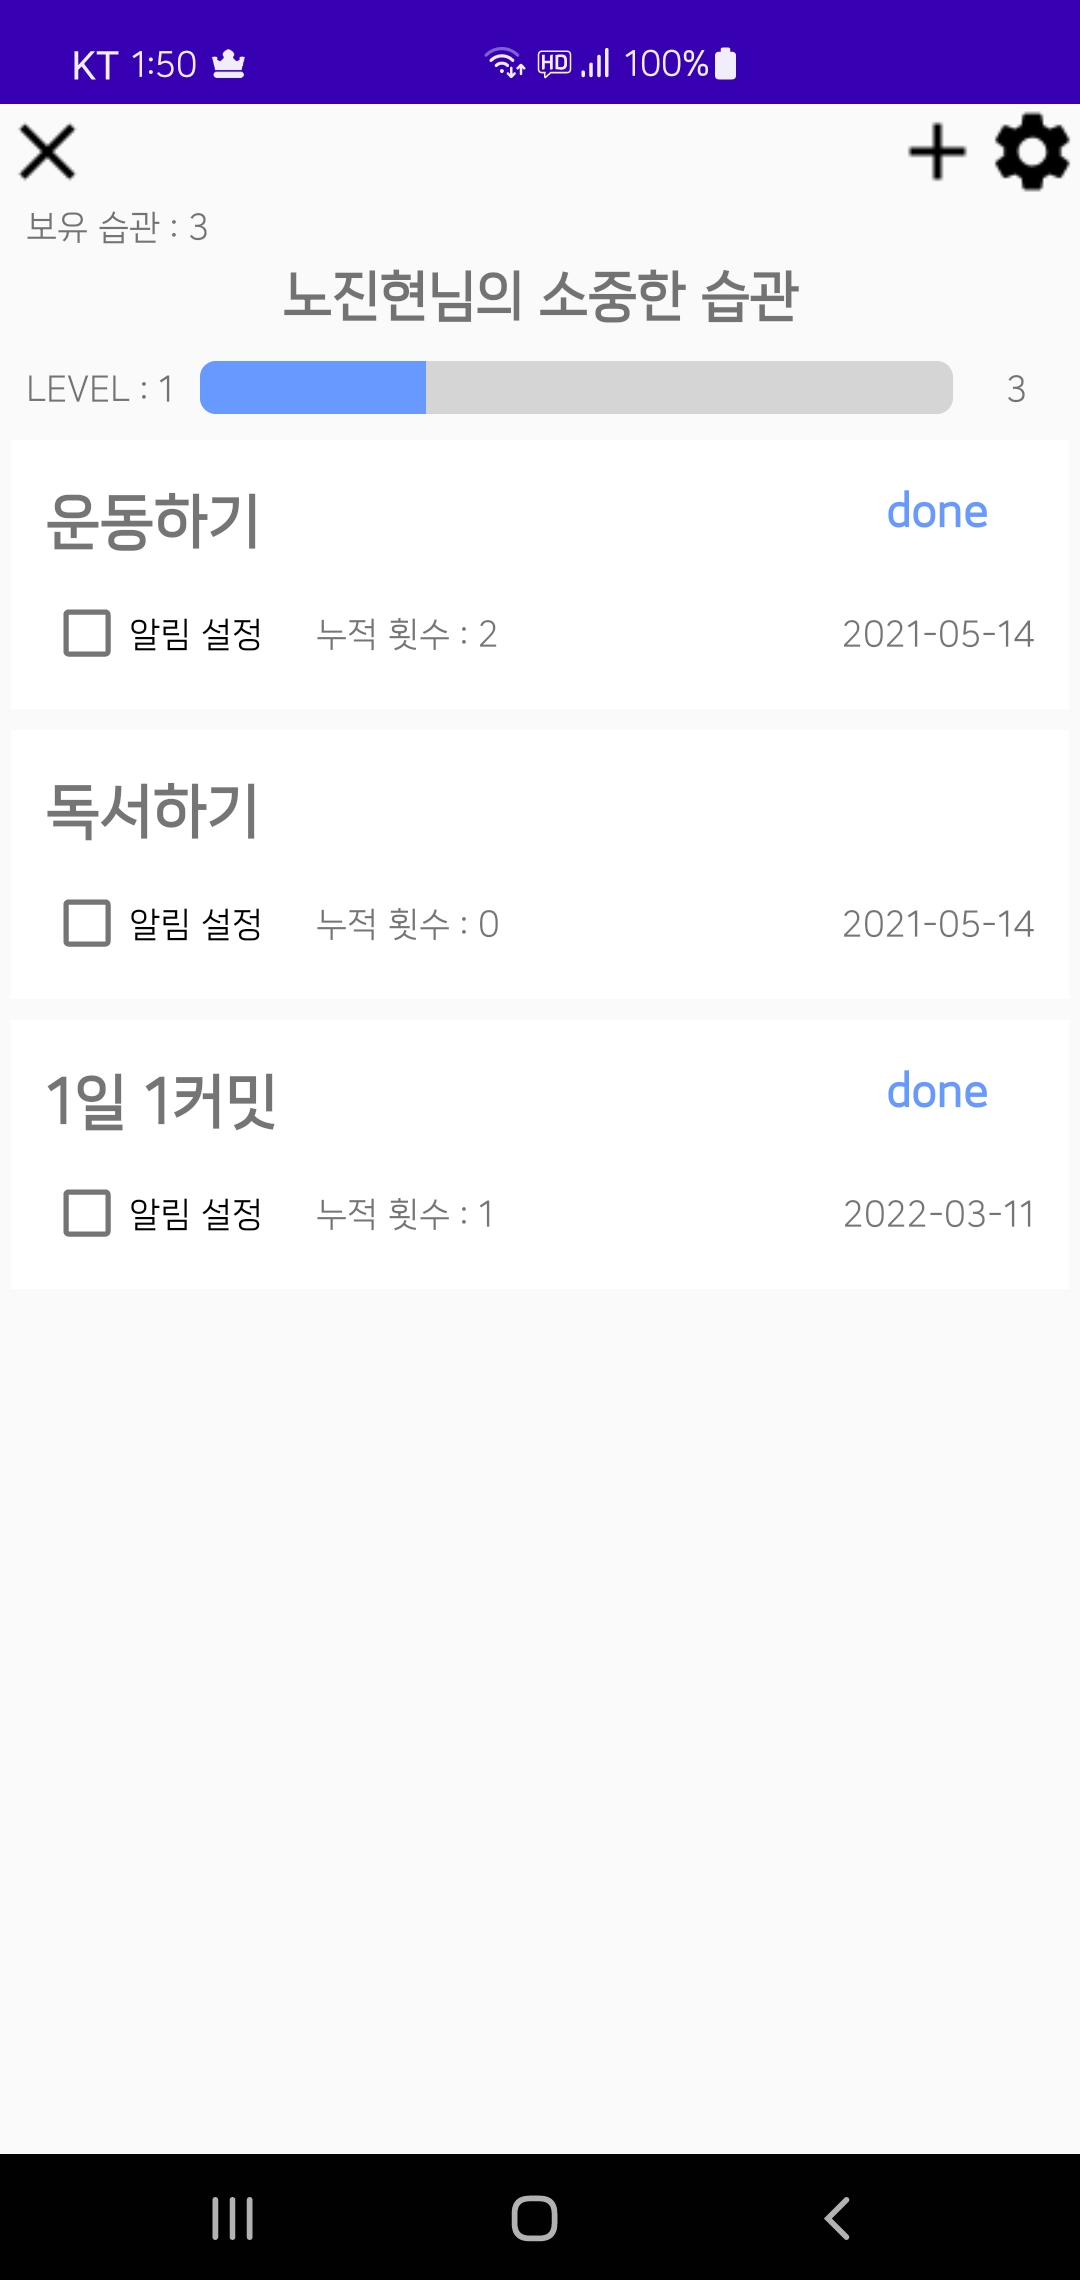 KT 1:50 HD 100%
보유 습관 : 3
노진현님의 소중한 습관
LEVEL : 1 3
운동하기 done
알림 설정 누적 횟수 : 2 2021-05-14
독서하기
알림 설정 누적 횟수 : 0 2021-05-14
1일 1커밋 done
알림 설정 누적 횟수 : 1 2022-03-11